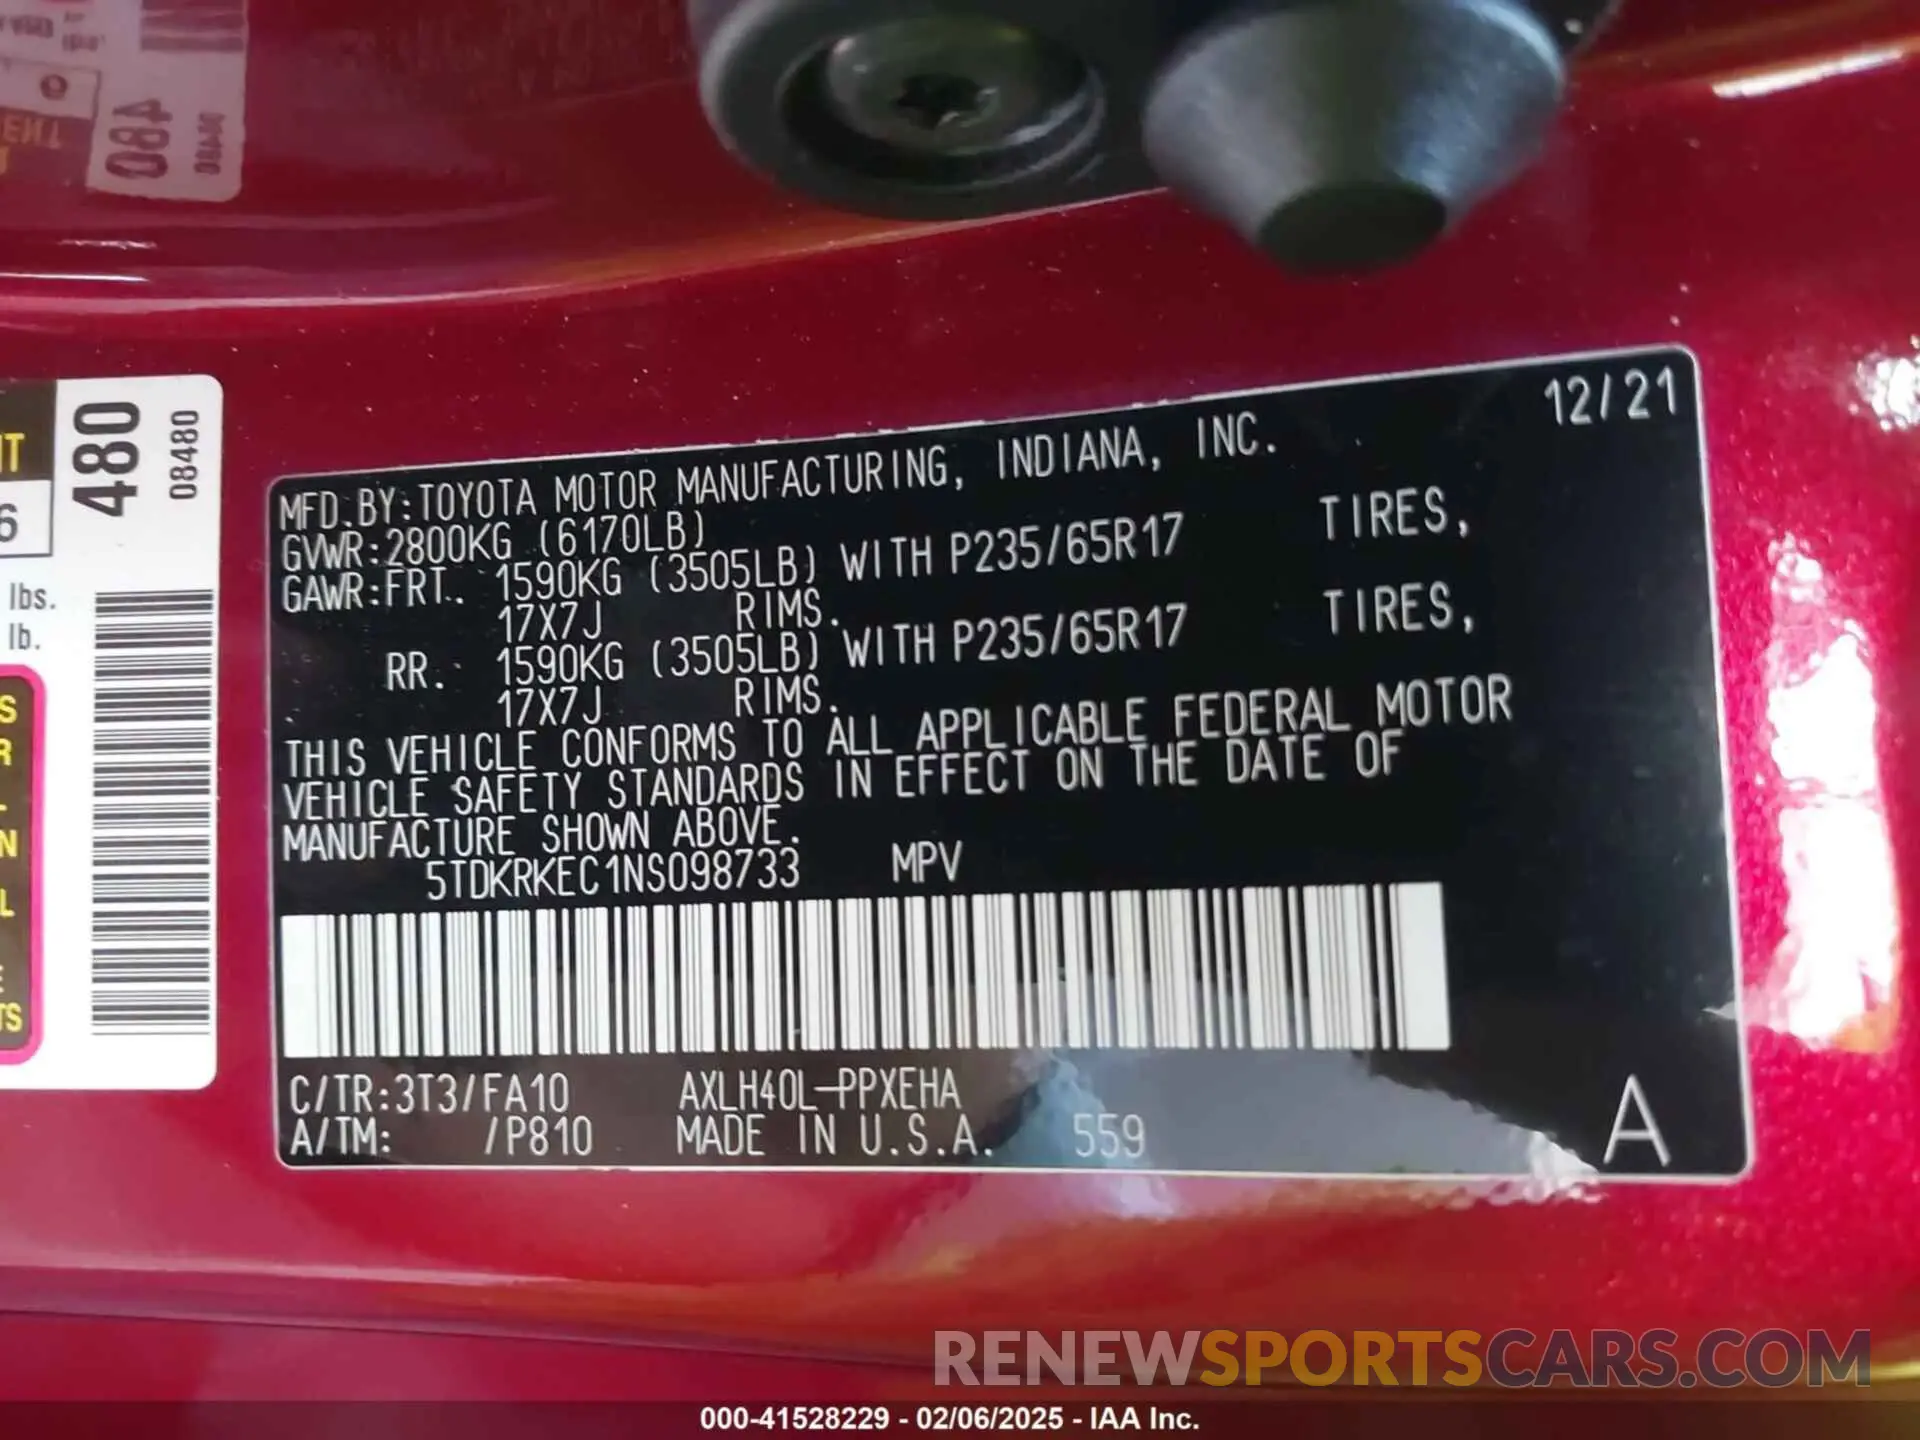 480
08480
NT
6
lbs.
lb.
S
R
L
N
L
E
TS
12/21
MFD.BY:TOYOTA MOTOR MANUFACTURING, INDIANA, INC.
GVWR:2800KG (6170LB)
GAWR:FRT. 1590KG (3505LB) WITH P235/65R17 TIRES,
17X7J RIMS.
RR. 1590KG (3505LB) WITH P235/65R17 TIRES,
17X7J RIMS.
THIS VEHICLE CONFORMS TO ALL APPLICABLE FEDERAL MOTOR
VEHICLE SAFETY STANDARDS IN EFFECT ON THE DATE OF
MANUFACTURE SHOWN ABOVE.
5TDKRKEC1NS098733 MPV
C/TR:3T3/FA10 AXLH40L-PPXEHA
A/TM: /P810 MADE IN U.S.A. 559
A
RENEWSPORTSCARS.COM
000-41528229 - 02/06/2025 - IAA Inc.